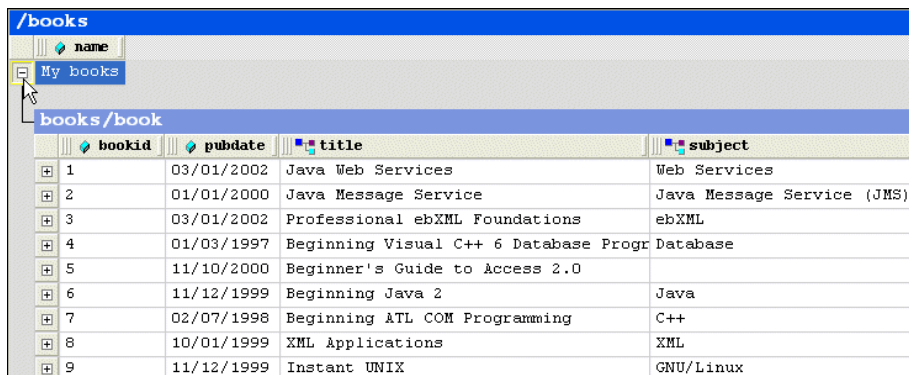 /books
name
My books
books/book
bookid pubdate title subject
1 03/01/2002 Java Web Services Web Services
2 01/01/2000 Java Message Service Java Message Service (JMS)
3 03/01/2002 Professional ebXML Foundations ebXML
4 01/03/1997 Beginning Visual C++ 6 Database Progr Database
5 11/10/2000 Beginner's Guide to Access 2.0
6 11/12/1999 Beginning Java 2 Java
7 02/07/1998 Beginning ATL COM Programming C++
8 10/01/1999 XML Applications XML
9 11/12/1999 Instant UNIX GNU/Linux